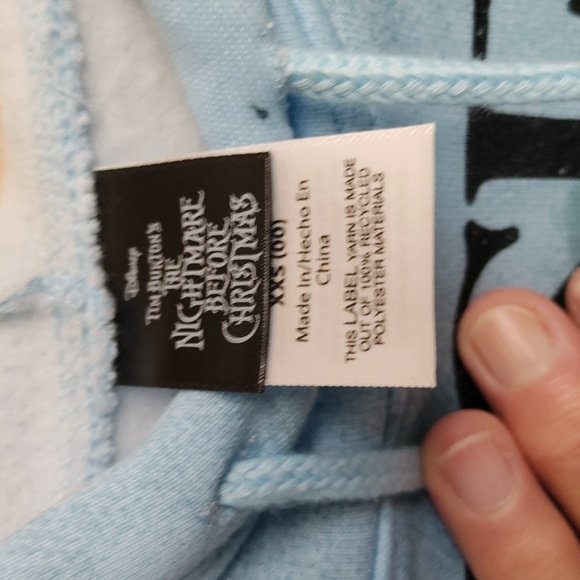 Disney
TIM BURTON'S
THE
NIGHTMARE
BEFORE
CHRISTMAS
XXS (00)
Made In/Hecho En
China
THIS LABEL YARN IS MADE
OUT OF 100% RECYCLED
POLYESTER MATERIALS